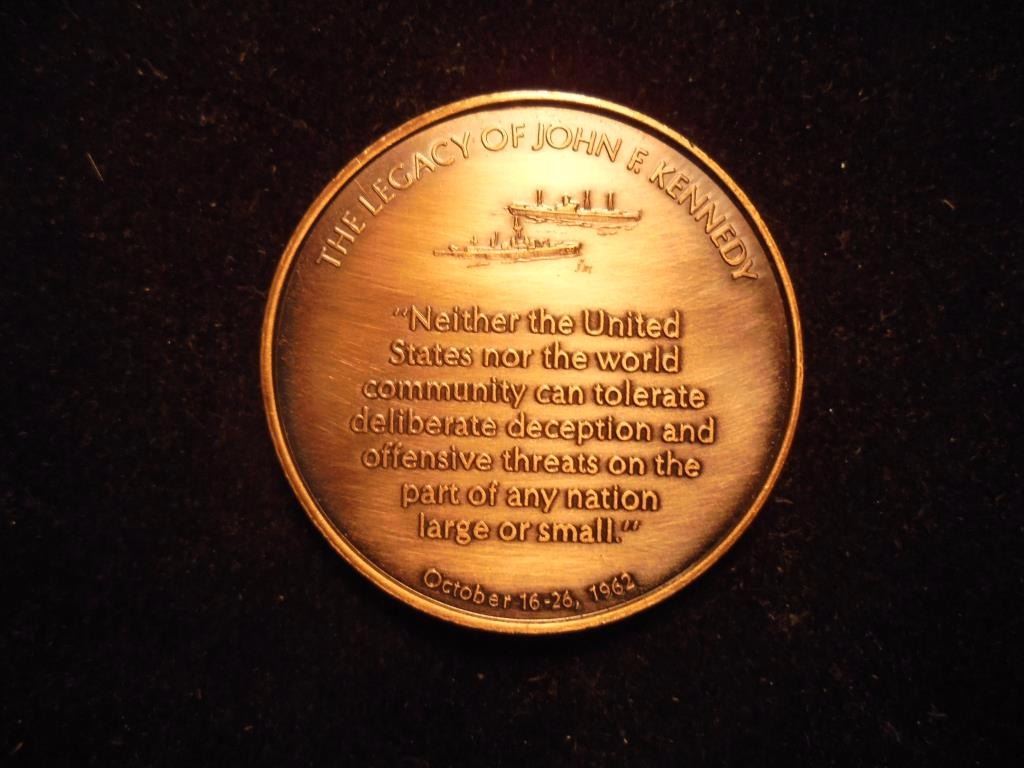 THE LEGACY OF JOHN F. KENNEDY
"Neither the United
States nor the world
community can tolerate
deliberate deception and
offensive threats on the
part of any nation
large or small."
October 16-26, 1962